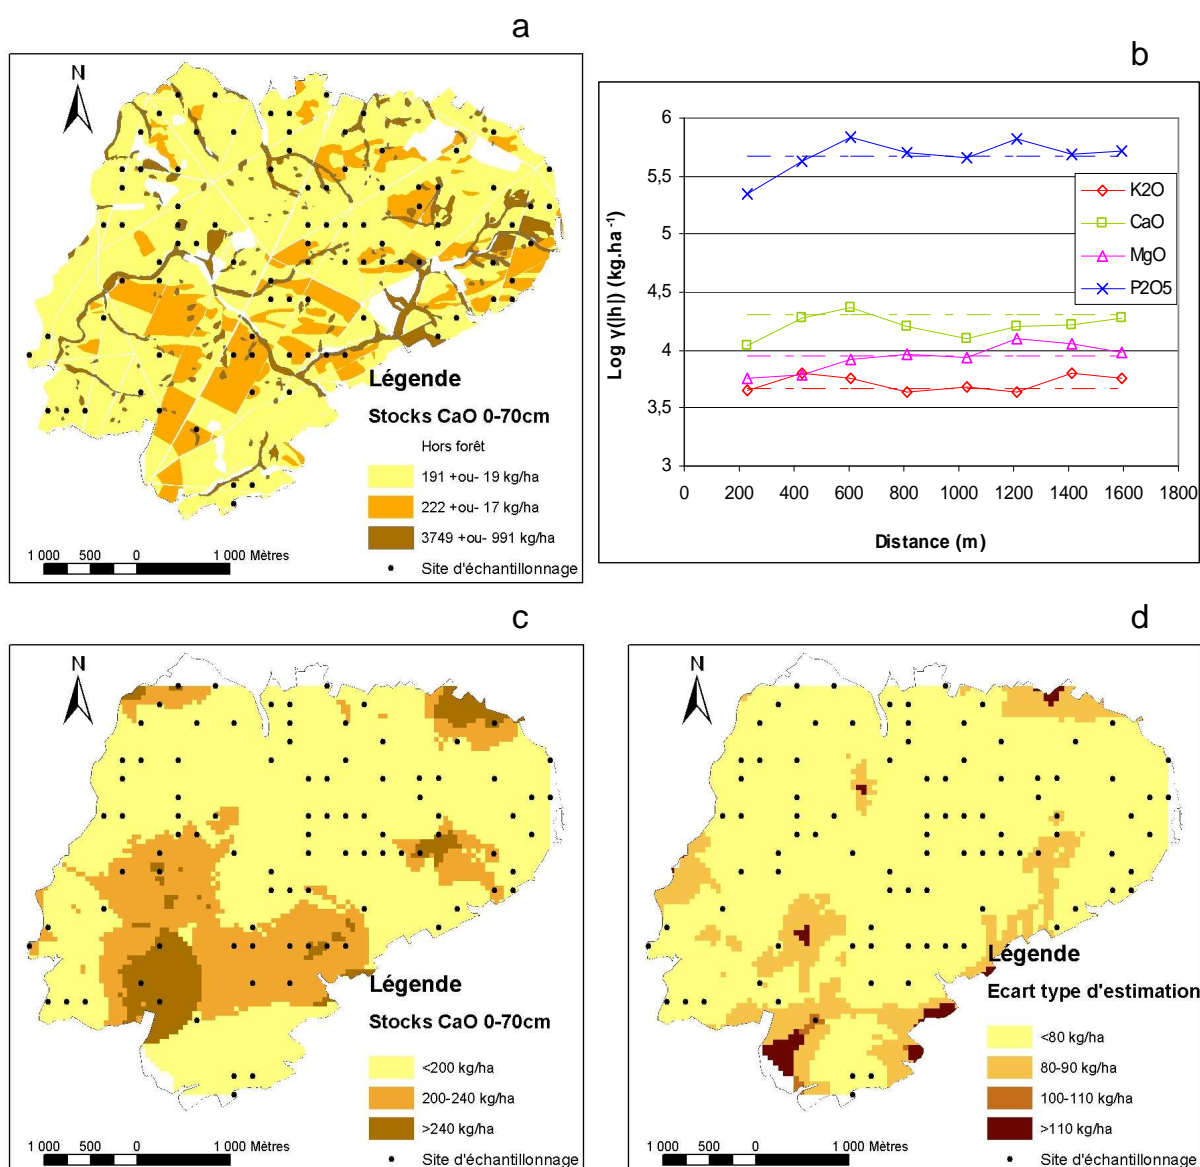 a
N
Légende
Stocks CaO 0-70cm
Hors forêt
191 +ou- 19 kg/ha
222 +ou- 17 kg/ha
3749 +ou- 991 kg/ha
Site d'échantillonnage
1 000 500 0 1 000 Mètres
b
Log γ(|h|) (kg.ha⁻¹)
6
5,5
5
4,5
4
3,5
3
0 200 400 600 800 1000 1200 1400 1600 1800
Distance (m)
K2O
CaO
MgO
P2O5
c
N
Légende
Stocks CaO 0-70cm
<200 kg/ha
200-240 kg/ha
>240 kg/ha
Site d'échantillonnage
1 000 500 0 1 000 Mètres
d
N
Légende
Ecart type d'estimation
<80 kg/ha
80-90 kg/ha
100-110 kg/ha
>110 kg/ha
Site d'échantillonnage
1 000 500 0 1 000 Mètres